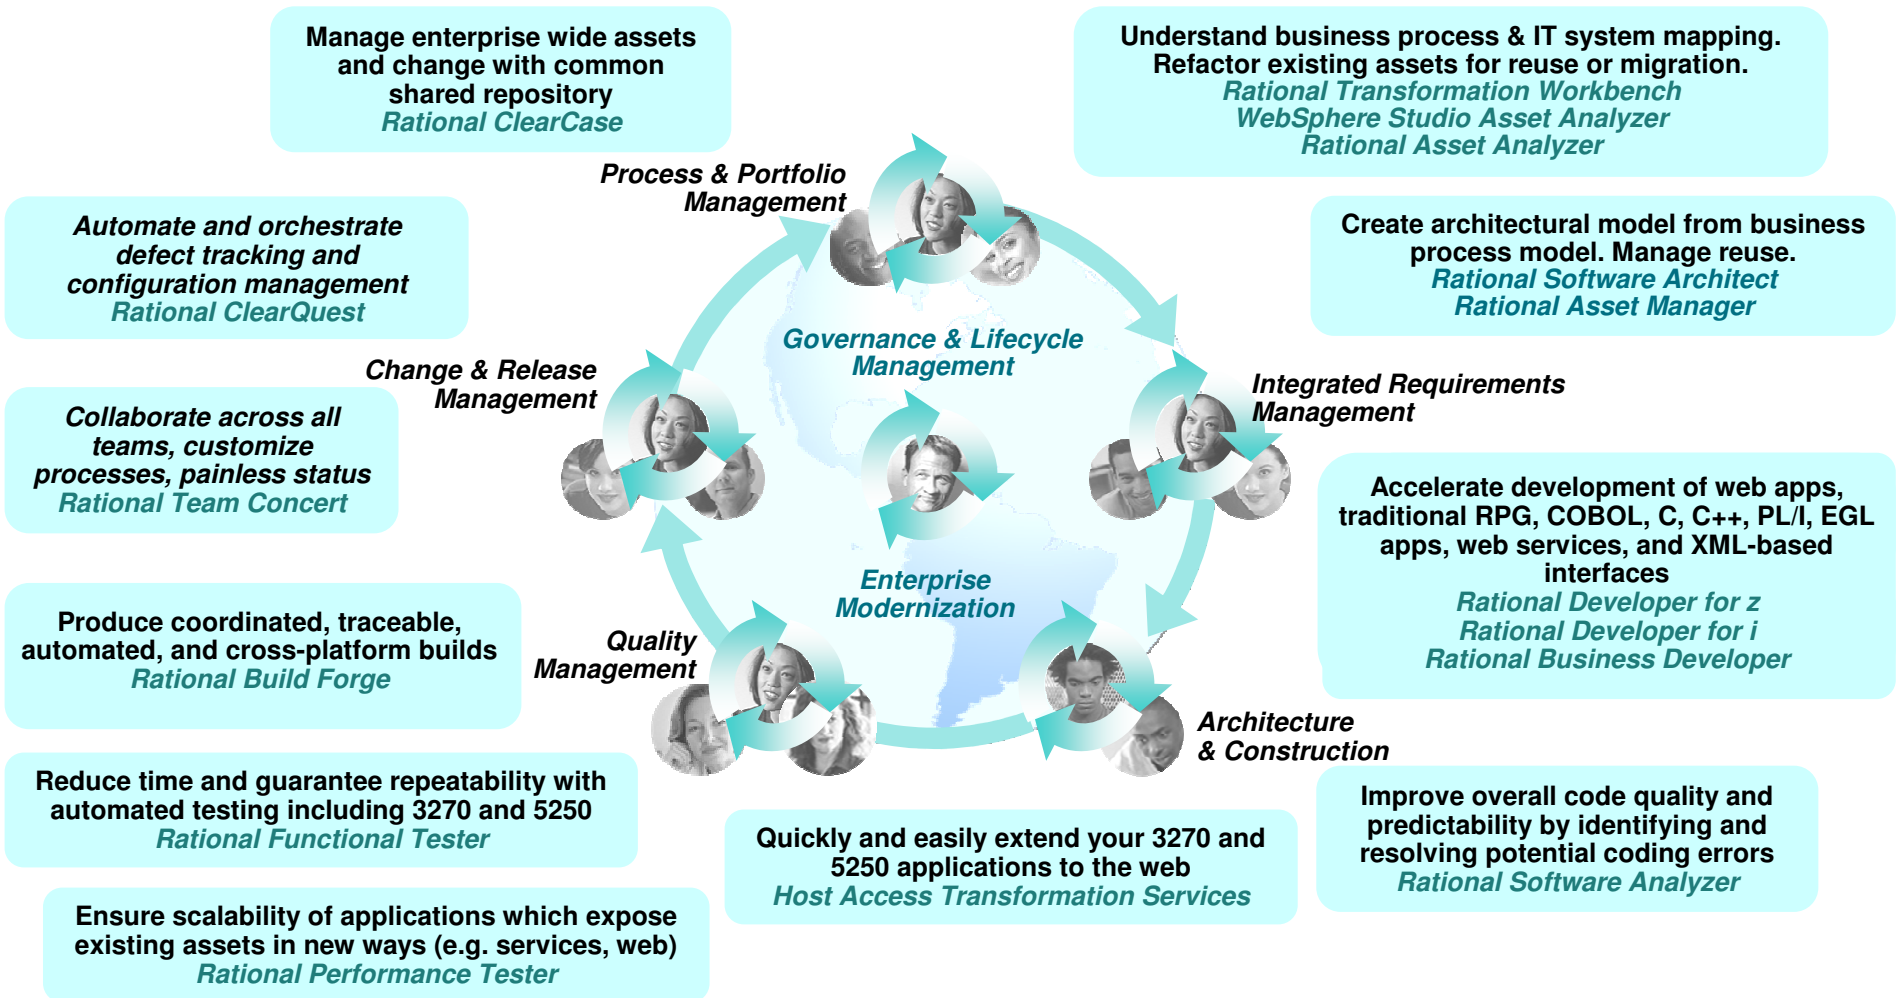 Manage enterprise wide assets
and change with common
shared repository
Rational ClearCase
Understand business process & IT system mapping.
Refactor existing assets for reuse or migration.
Rational Transformation Workbench
WebSphere Studio Asset Analyzer
Rational Asset Analyzer
Process & Portfolio
Management
Automate and orchestrate
defect tracking and
configuration management
Rational ClearQuest
Create architectural model from business
process model. Manage reuse.
Rational Software Architect
Rational Asset Manager
Governance & Lifecycle
Management
Change & Release
Management
Integrated Requirements
Management
Collaborate across all
teams, customize
processes, painless status
Rational Team Concert
Accelerate development of web apps,
traditional RPG, COBOL, C, C++, PL/I, EGL
apps, web services, and XML-based
interfaces
Rational Developer for z
Rational Developer for i
Rational Business Developer
Enterprise
Modernization
Produce coordinated, traceable,
automated, and cross-platform builds
Rational Build Forge
Quality
Management
Architecture
& Construction
Reduce time and guarantee repeatability with
automated testing including 3270 and 5250
Rational Functional Tester
Quickly and easily extend your 3270 and
5250 applications to the web
Host Access Transformation Services
Improve overall code quality and
predictability by identifying and
resolving potential coding errors
Rational Software Analyzer
Ensure scalability of applications which expose
existing assets in new ways (e.g. services, web)
Rational Performance Tester